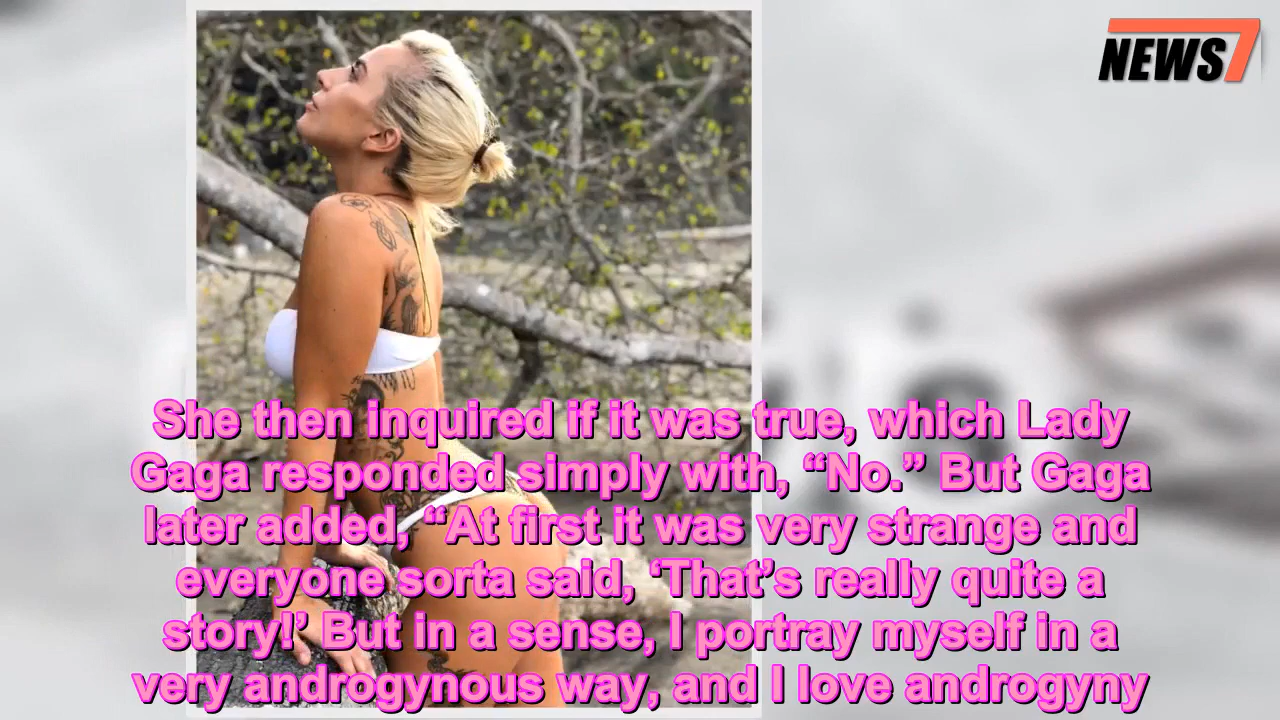 NEWS7
She then inquired if it was true, which Lady
Gaga responded simply with, “No.” But Gaga
later added, “At first it was very strange and
everyone sorta said, ‘That’s really quite a
story!’ But in a sense, I portray myself in a
very androgynous way, and I love androgyny